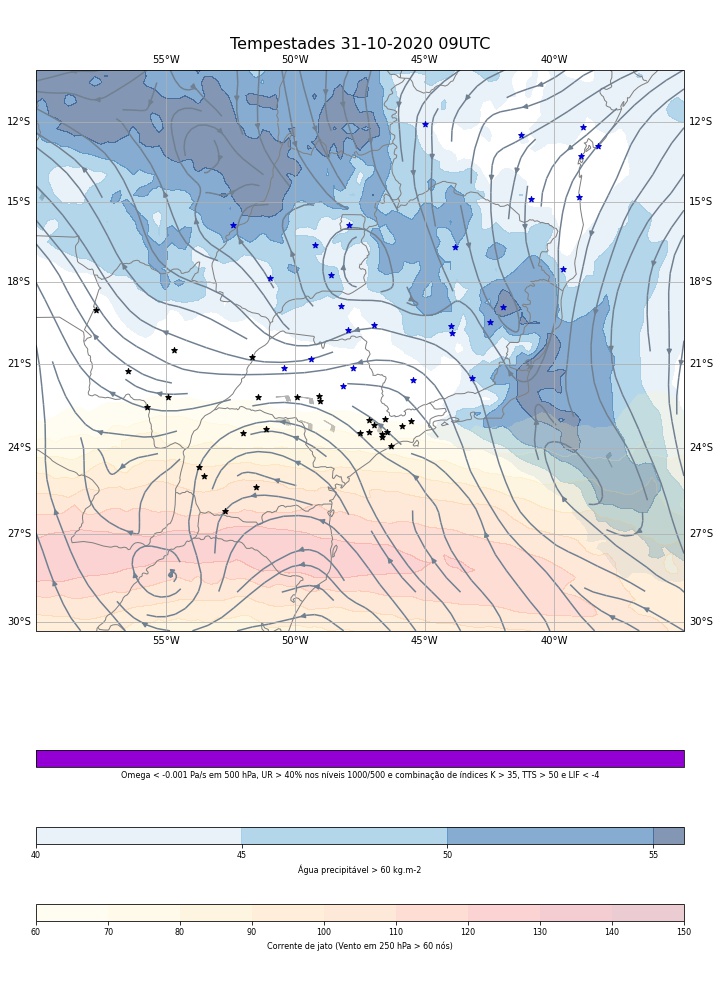 Tempestades 31-10-2020 09UTC
55°W 50°W 45°W 40°W
12°S 12°S
15°S 15°S
18°S 18°S
21°S 21°S
24°S 24°S
27°S 27°S
30°S 30°S
55°W 50°W 45°W 40°W
Omega < -0.001 Pa/s em 500 hPa, UR > 40% nos níveis 1000/500 e combinação de índices K > 35, TTS > 50 e LIF < -4
40 45 50 55
Água precipitável > 60 kg.m-2
60 70 80 90 100 110 120 130 140 150
Corrente de jato (Vento em 250 hPa > 60 nós)